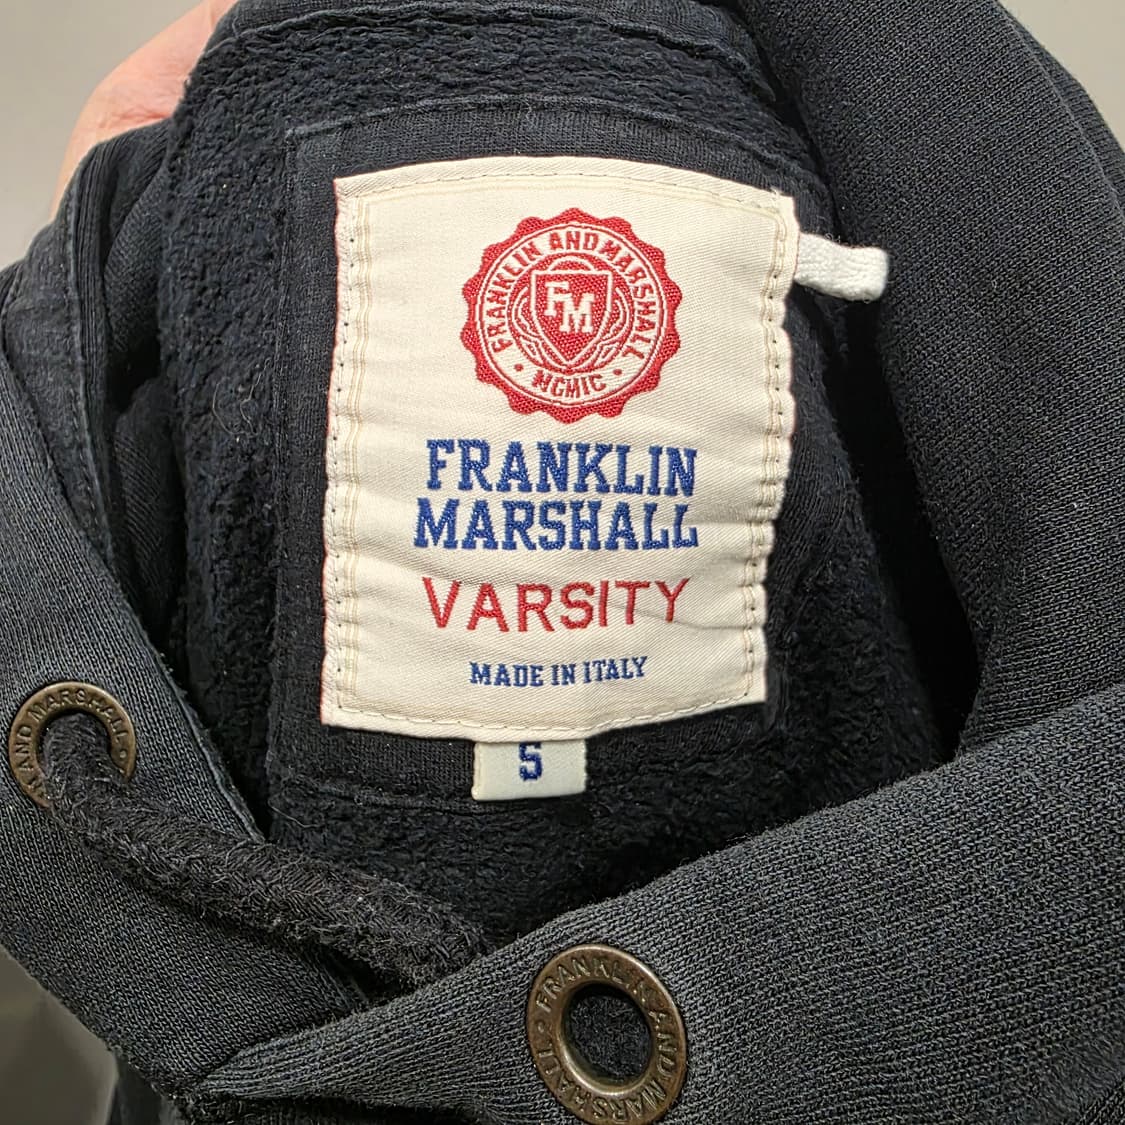 FRANKLIN AND MARSHALL
FM
• MCMIC •
FRANKLIN
MARSHALL
VARSITY
MADE IN ITALY
S
AND MARSHALL •
FRANKLIN AND MARSHALL •